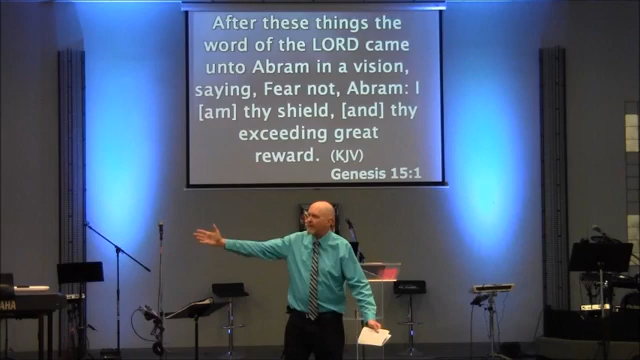 After these things the
word of the LORD came
unto Abram in a vision,
saying, Fear not, Abram: I
[am] thy shield, [and] thy
exceeding great
reward. (KJV)
Genesis 15:1
AHA